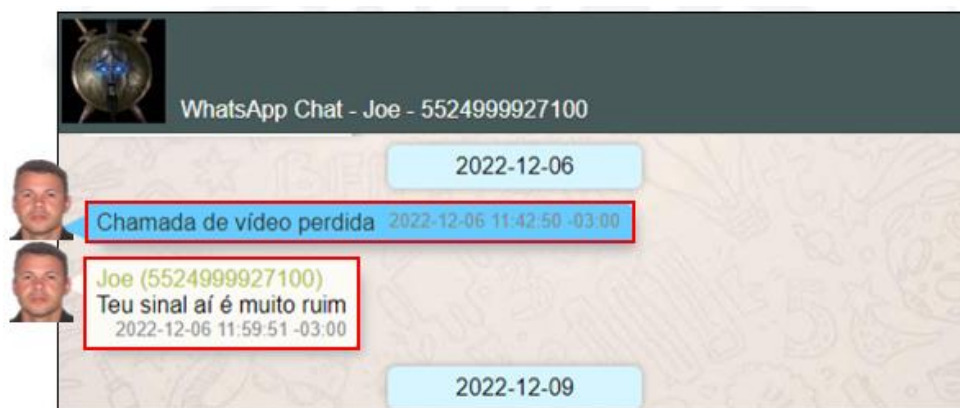 WhatsApp Chat - Joe - 5524999927100
2022-12-06
Chamada de vídeo perdida 2022-12-06 11:42:50 -03:00
Joe (5524999927100)
Teu sinal aí é muito ruim
2022-12-06 11:59:51 -03:00
2022-12-09